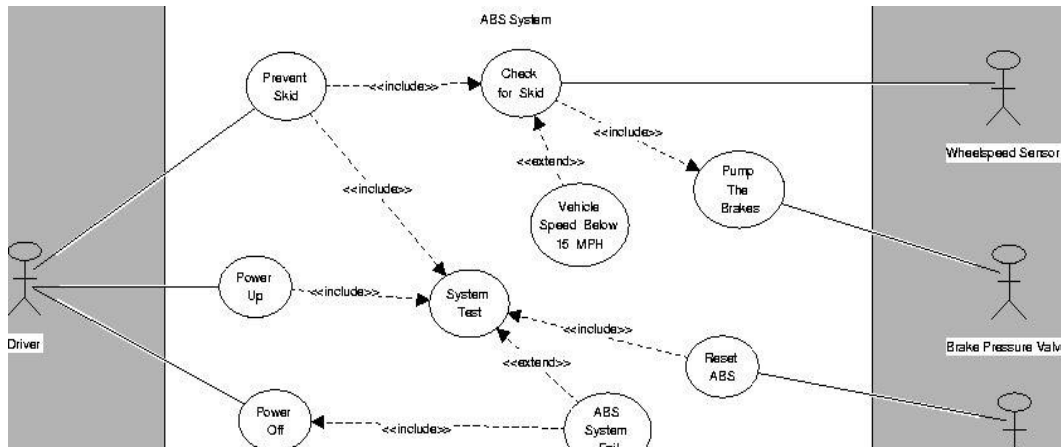 ABS System
Prevent
Skid
<<include>>
Check
for Skid
<<include>>
Wheelspeed Sensor
<<include>>
<<extend>>
Pump
The
Brakes
Vehicle
Speed Below
15 MPH
Power
Up
<<include>>
System
Test
<<include>>
Driver
Brake Pressure Valv
<<extend>>
Reset
ABS
Power
Off
<<include>>
ABS
System